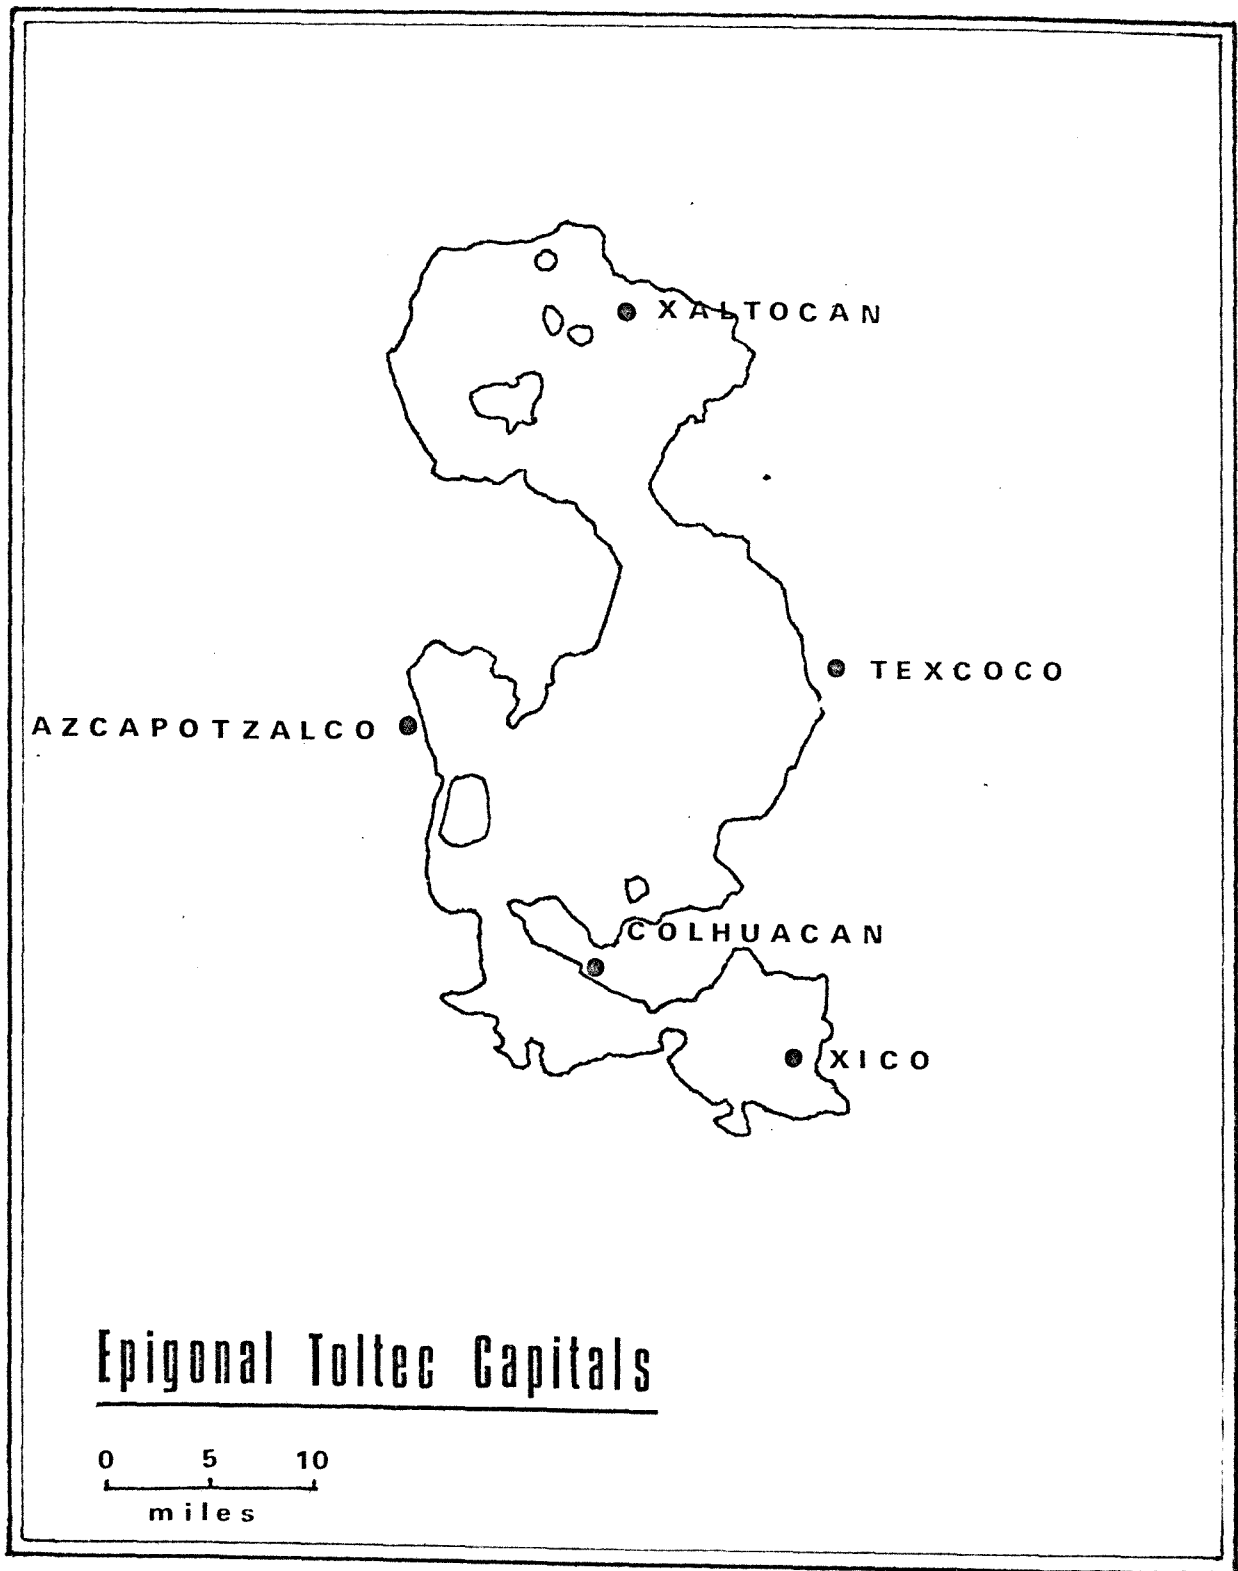 XALTOCAN
TEXCOCO
AZCAPOTZALCO
COLHUACAN
XICO
Epigonal Toltec Capitals
0 5 10
miles